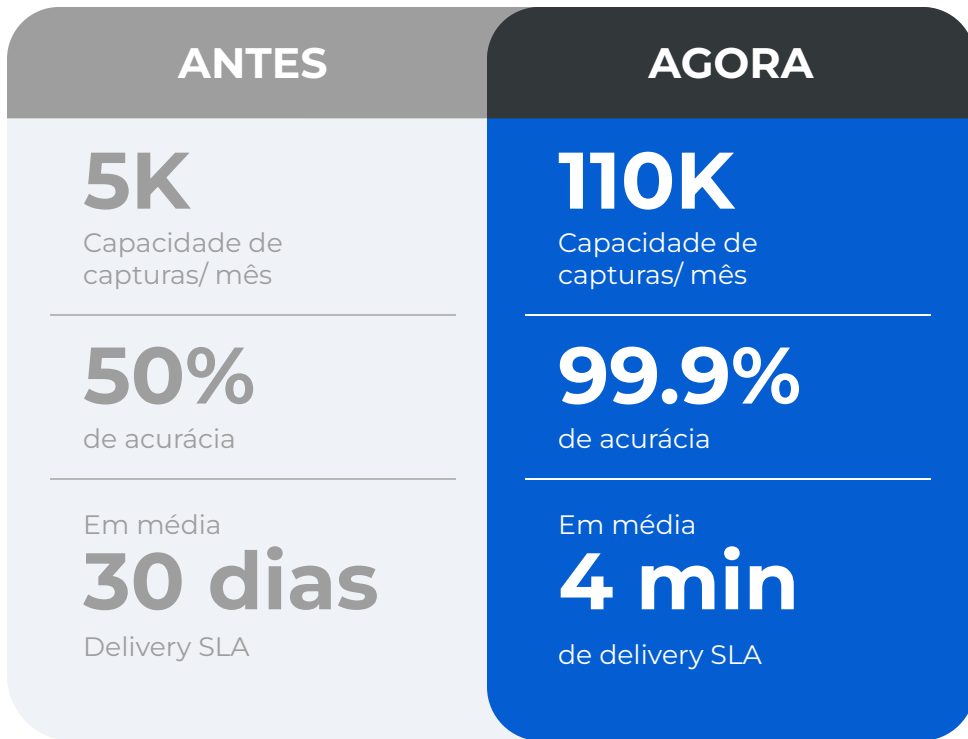 ANTES
5K
Capacidade de
capturas/ mês
50%
de acurácia
Em média
30 dias
Delivery SLA
AGORA
110K
Capacidade de
capturas/ mês
99.9%
de acurácia
Em média
4 min
de delivery SLA